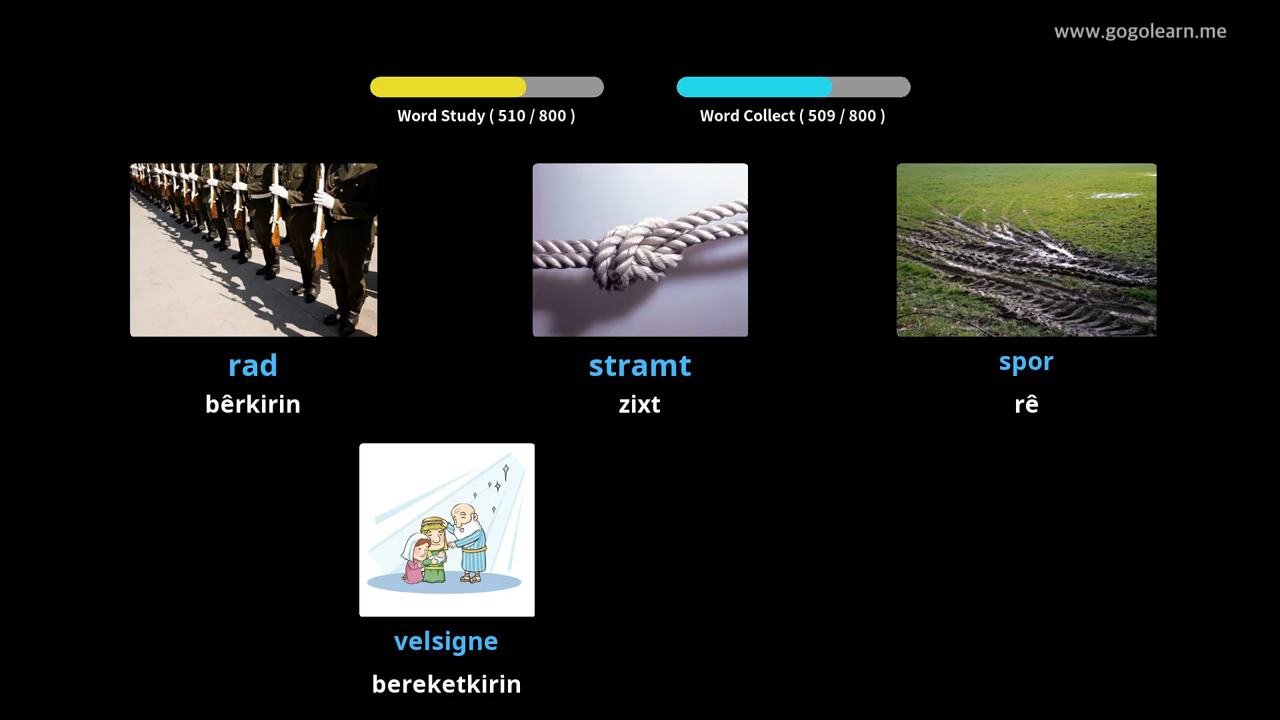 www.gogolearn.me
Word Study ( 510 / 800 )
Word Collect ( 509 / 800 )
rad
bêrkirin
stramt
zixt
spor
rê
velsigne
bereketkirin